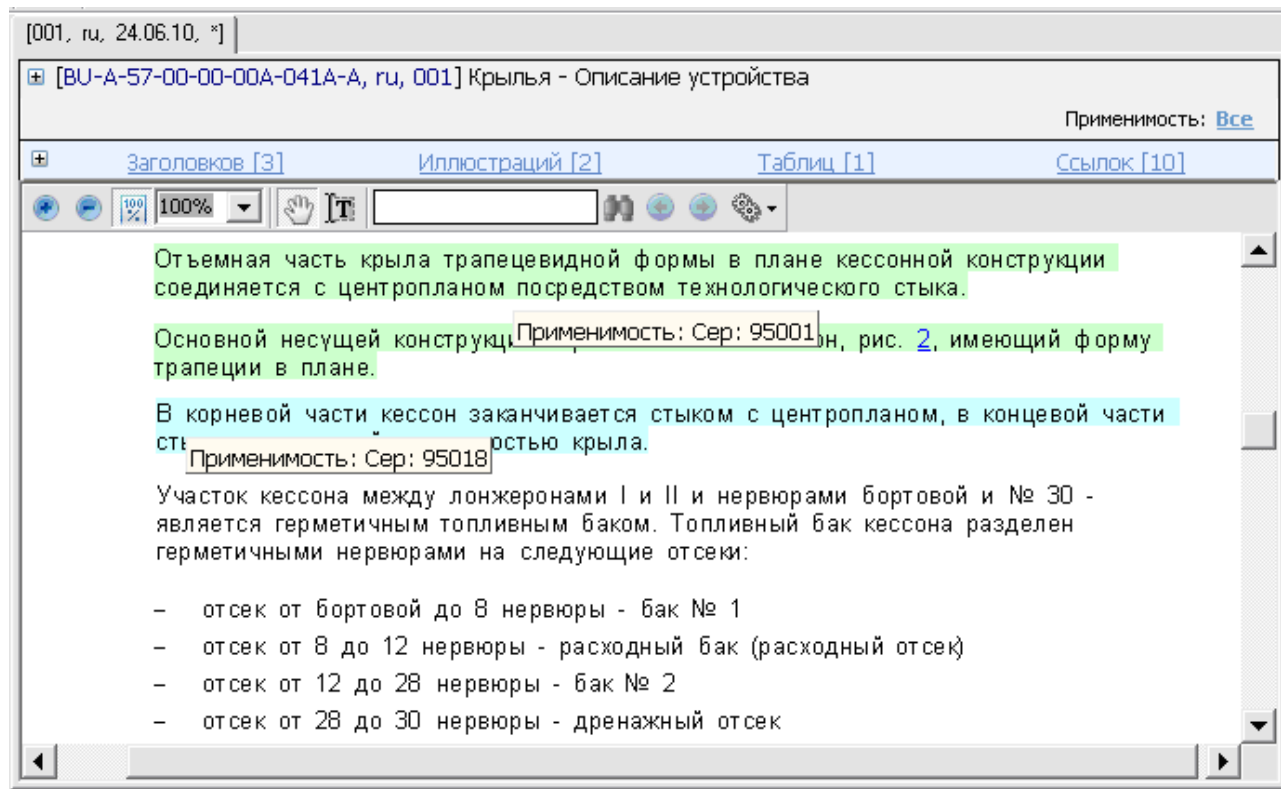 [001, ru, 24.06.10, *]
[BU-A-57-00-00-00A-041A-A, ru, 001] Крылья - Описание устройства
Применимость: Все
Заголовков [3] Иллюстраций [2] Таблиц [1] Ссылок [10]
100%
Отъемная часть крыла трапецевидной формы в плане кессонной конструкции
соединяется с центропланом посредством технологического стыка.
Применимость: Сер: 95001
Основной несущей рис. 2, имеющий форму
трапеции в плане.
В корневой части кессон заканчивается стыком с центропланом, в концевой части
крыла.
Применимость: Сер: 95018
Участок кессона между лонжеронами I и II и нервюрами бортовой и № 30 -
является герметичным топливным баком. Топливный бак кессона разделен
герметичными нервюрами на следующие отсеки:
– отсек от бортовой до 8 нервюры - бак № 1
– отсек от 8 до 12 нервюры - расходный бак (расходный отсек)
– отсек от 12 до 28 нервюры - бак № 2
– отсек от 28 до 30 нервюры - дренажный отсек